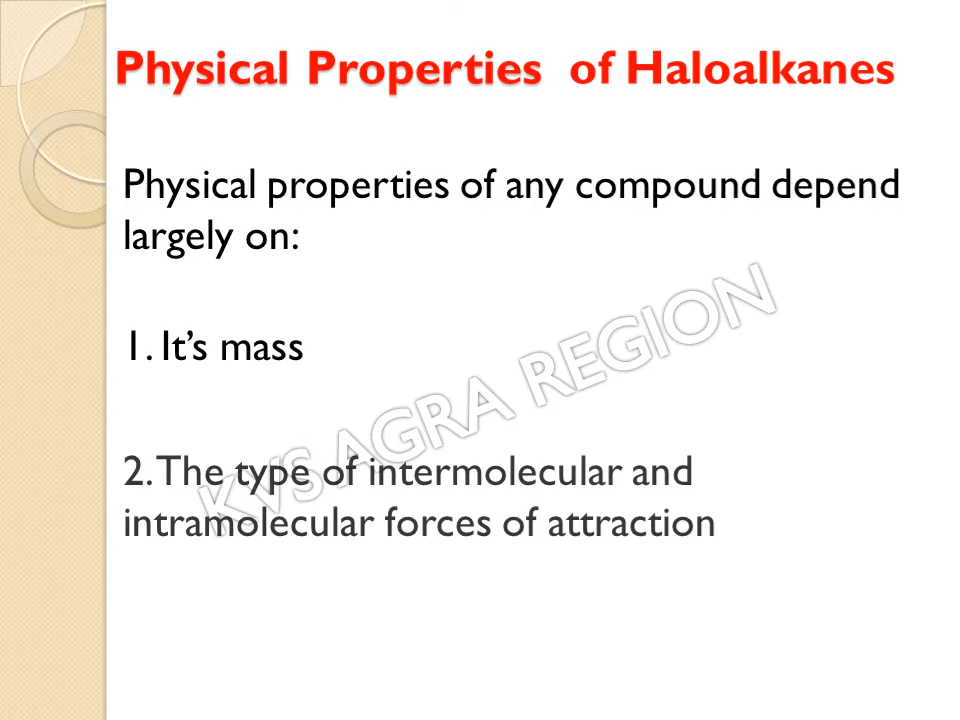 Physical Properties of Haloalkanes
Physical properties of any compound depend
largely on:
1. It’s mass
2. The type of intermolecular and
intramolecular forces of attraction
KVS AGRA REGION